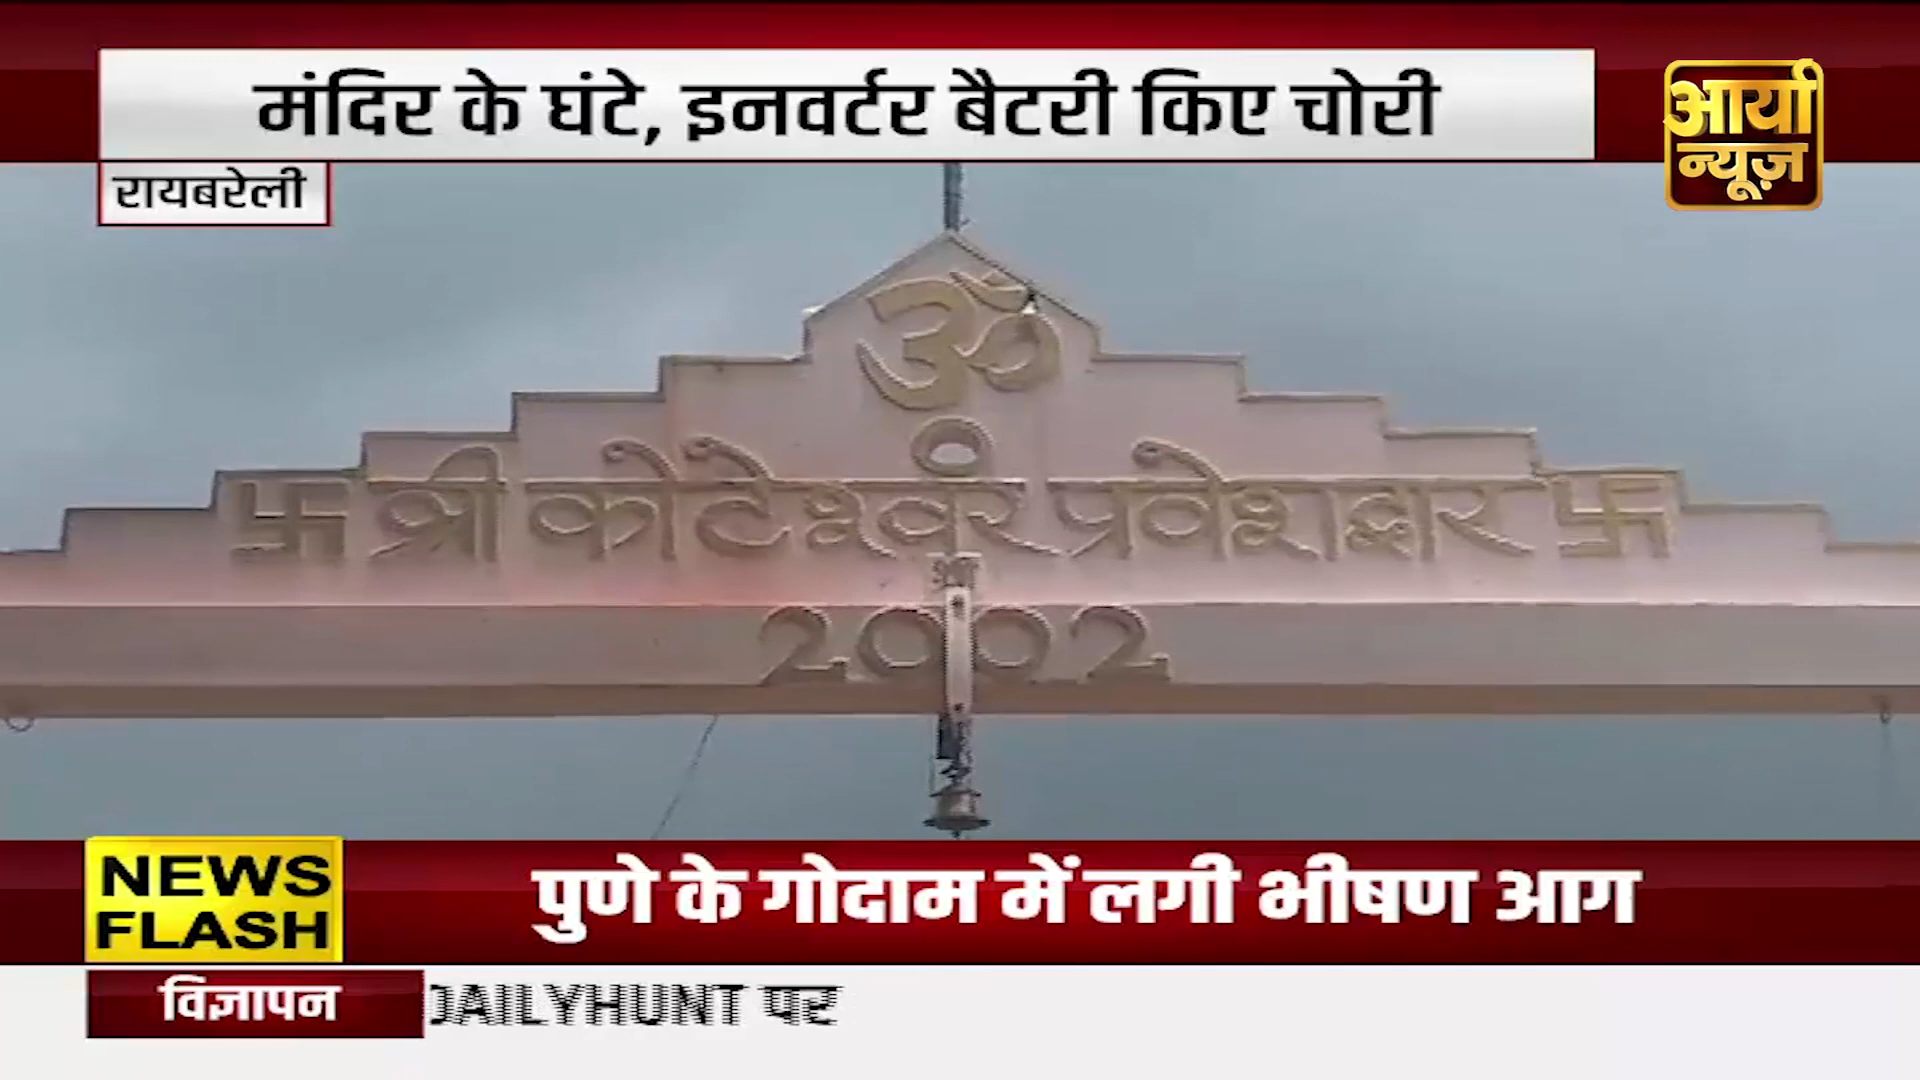 मंदिर के घंटे, इनवर्टर बैटरी किए चोरी
आर्या
न्यूज़
रायबरेली
ॐ
श्री कोटेश्वर प्रवेशद्वार
2002
NEWS
FLASH
पुणे के गोदाम में लगी भीषण आग
विज्ञापन
DAILYHUNT पर